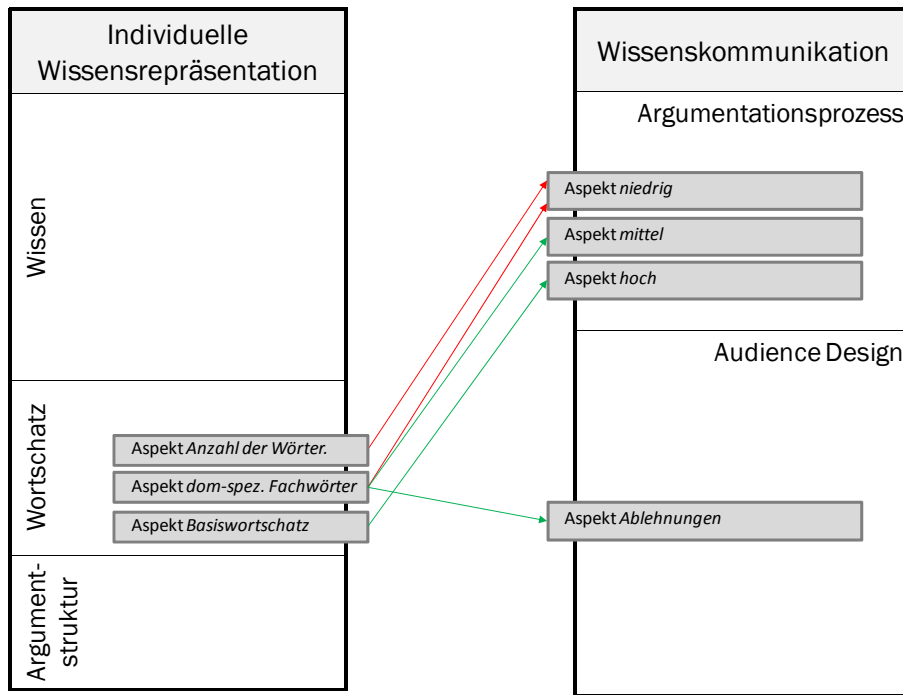 Individuelle
Wissensrepräsentation
Wissen
Wortschatz
Aspekt Anzahl der Wörter.
Aspekt dom-spez. Fachwörter
Aspekt Basiswortschatz
Argument-
struktur
Wissenskommunikation
Argumentationsprozess
Aspekt niedrig
Aspekt mittel
Aspekt hoch
Audience Design
Aspekt Ablehnungen